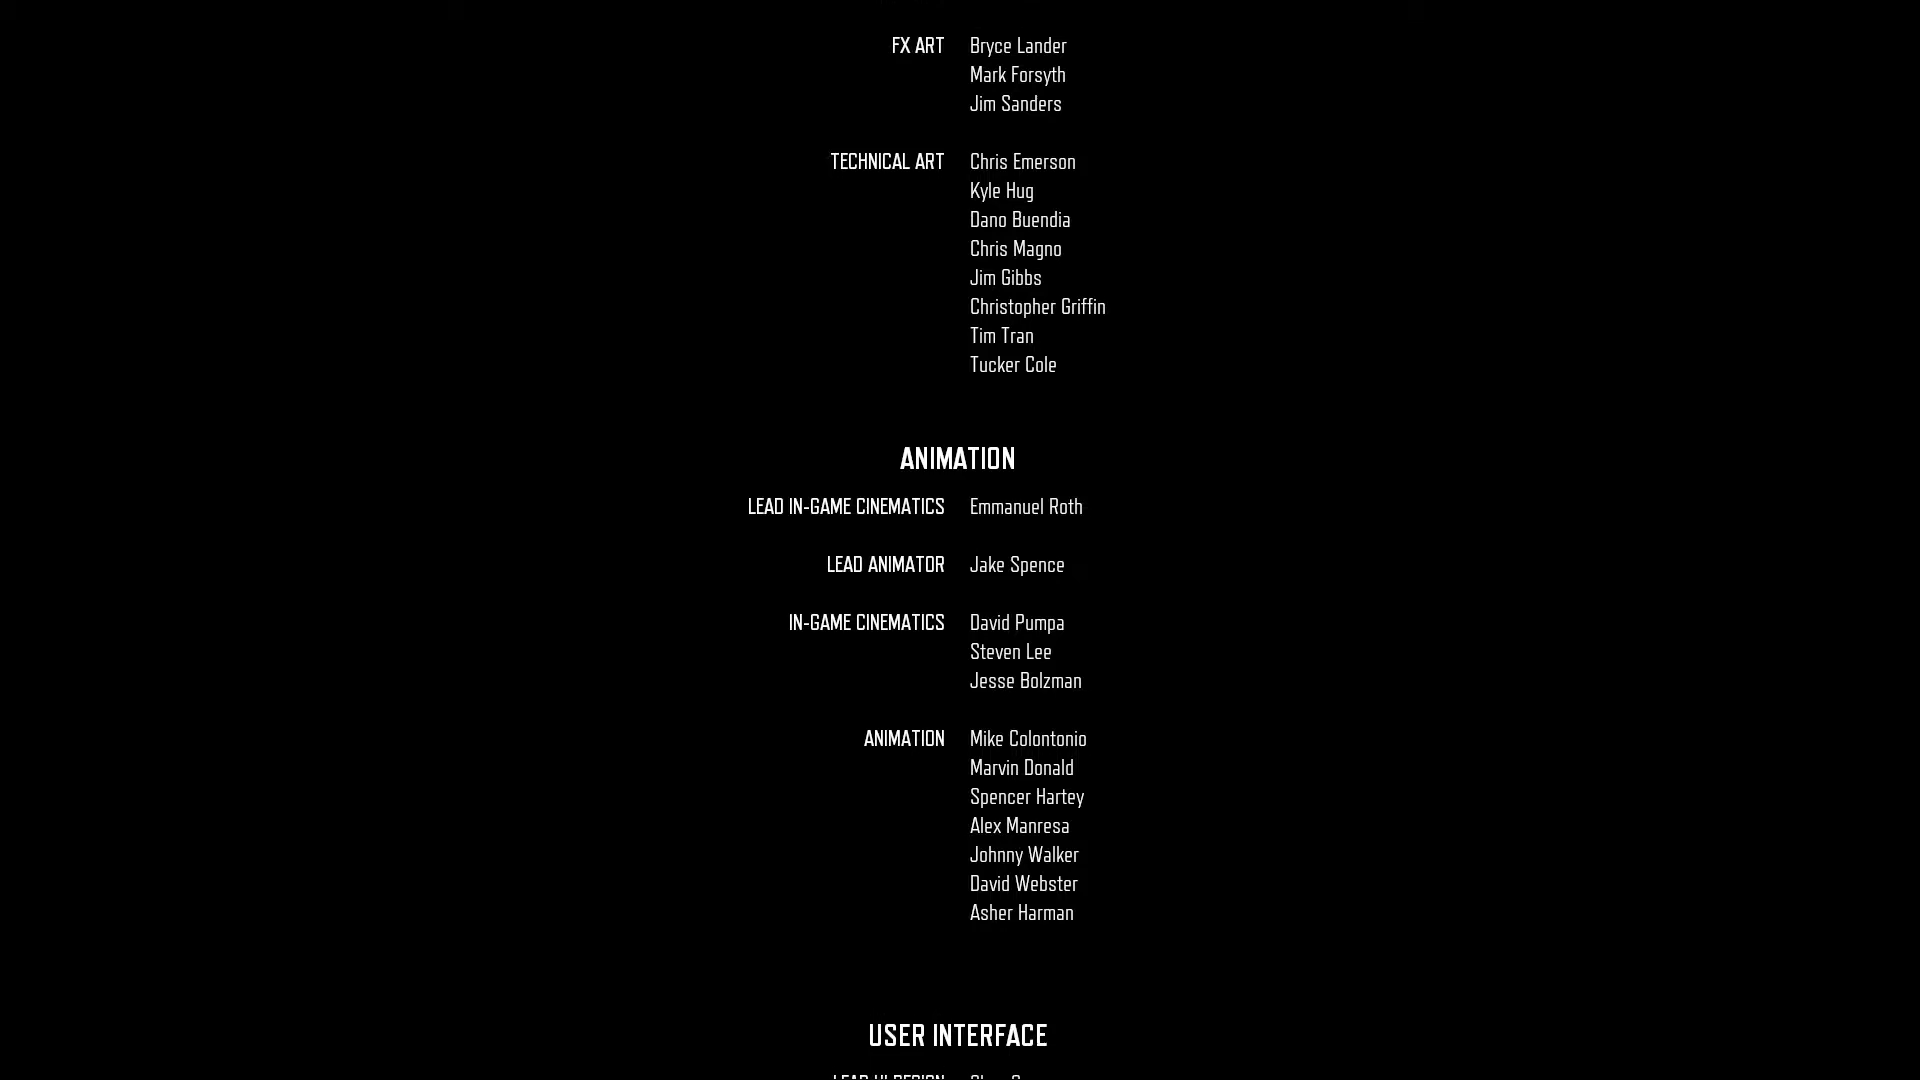 FX ART Bryce Lander
Mark Forsyth
Jim Sanders
TECHNICAL ART Chris Emerson
Kyle Hug
Dano Buendia
Chris Magno
Jim Gibbs
Christopher Griffin
Tim Tran
Tucker Cole
ANIMATION
LEAD IN-GAME CINEMATICS Emmanuel Roth
LEAD ANIMATOR Jake Spence
IN-GAME CINEMATICS David Pumpa
Steven Lee
Jesse Bolzman
ANIMATION Mike Colontonio
Marvin Donald
Spencer Hartey
Alex Manresa
Johnny Walker
David Webster
Asher Harman
USER INTERFACE
LEAD UI DESIGN